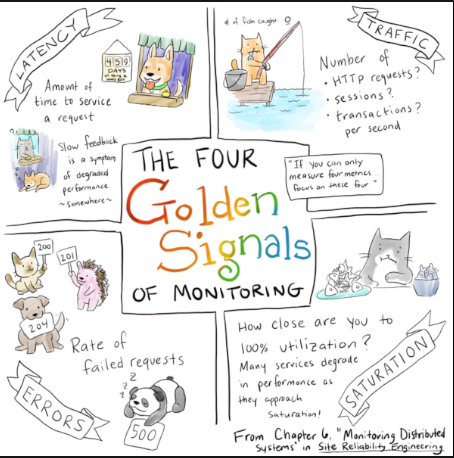 LATENCY
459
DAYS
Amount of
time to service
a request
Slow feedback
is a symptom
of degraded
performance
~Somewhere~
# of fish caught 0
TRAFFIC
Number of
• HTTP requests?
• sessions?
• transactions?
per second
THE FOUR
Golden
Signals
OF MONITORING
"If you can only
measure four metrics...
focus on these four"
200
201
204
Rate of
failed requests
ERRORS
z
z
z
500
How close are you to
100% utilization?
Many services degrade
in performance as
they approach
Saturation!
SATURATION
From Chapter 6, "Monitoring Distributed
Systems" in Site Reliability Engineering